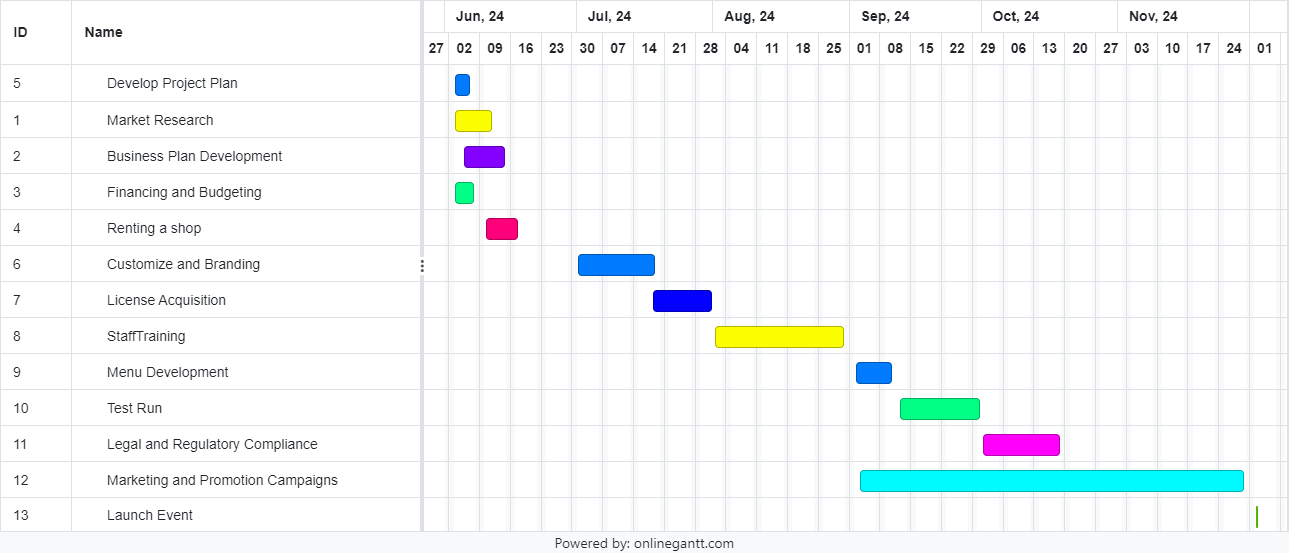 ID Name Jun, 24 Jul, 24 Aug, 24 Sep, 24 Oct, 24 Nov, 24
27 02 09 16 23 30 07 14 21 28 04 11 18 25 01 08 15 22 29 06 13 20 27 03 10 17 24 01
5 Develop Project Plan
1 Market Research
2 Business Plan Development
3 Financing and Budgeting
4 Renting a shop
6 Customize and Branding
7 License Acquisition
8 StaffTraining
9 Menu Development
10 Test Run
11 Legal and Regulatory Compliance
12 Marketing and Promotion Campaigns
13 Launch Event
Powered by: onlinegantt.com